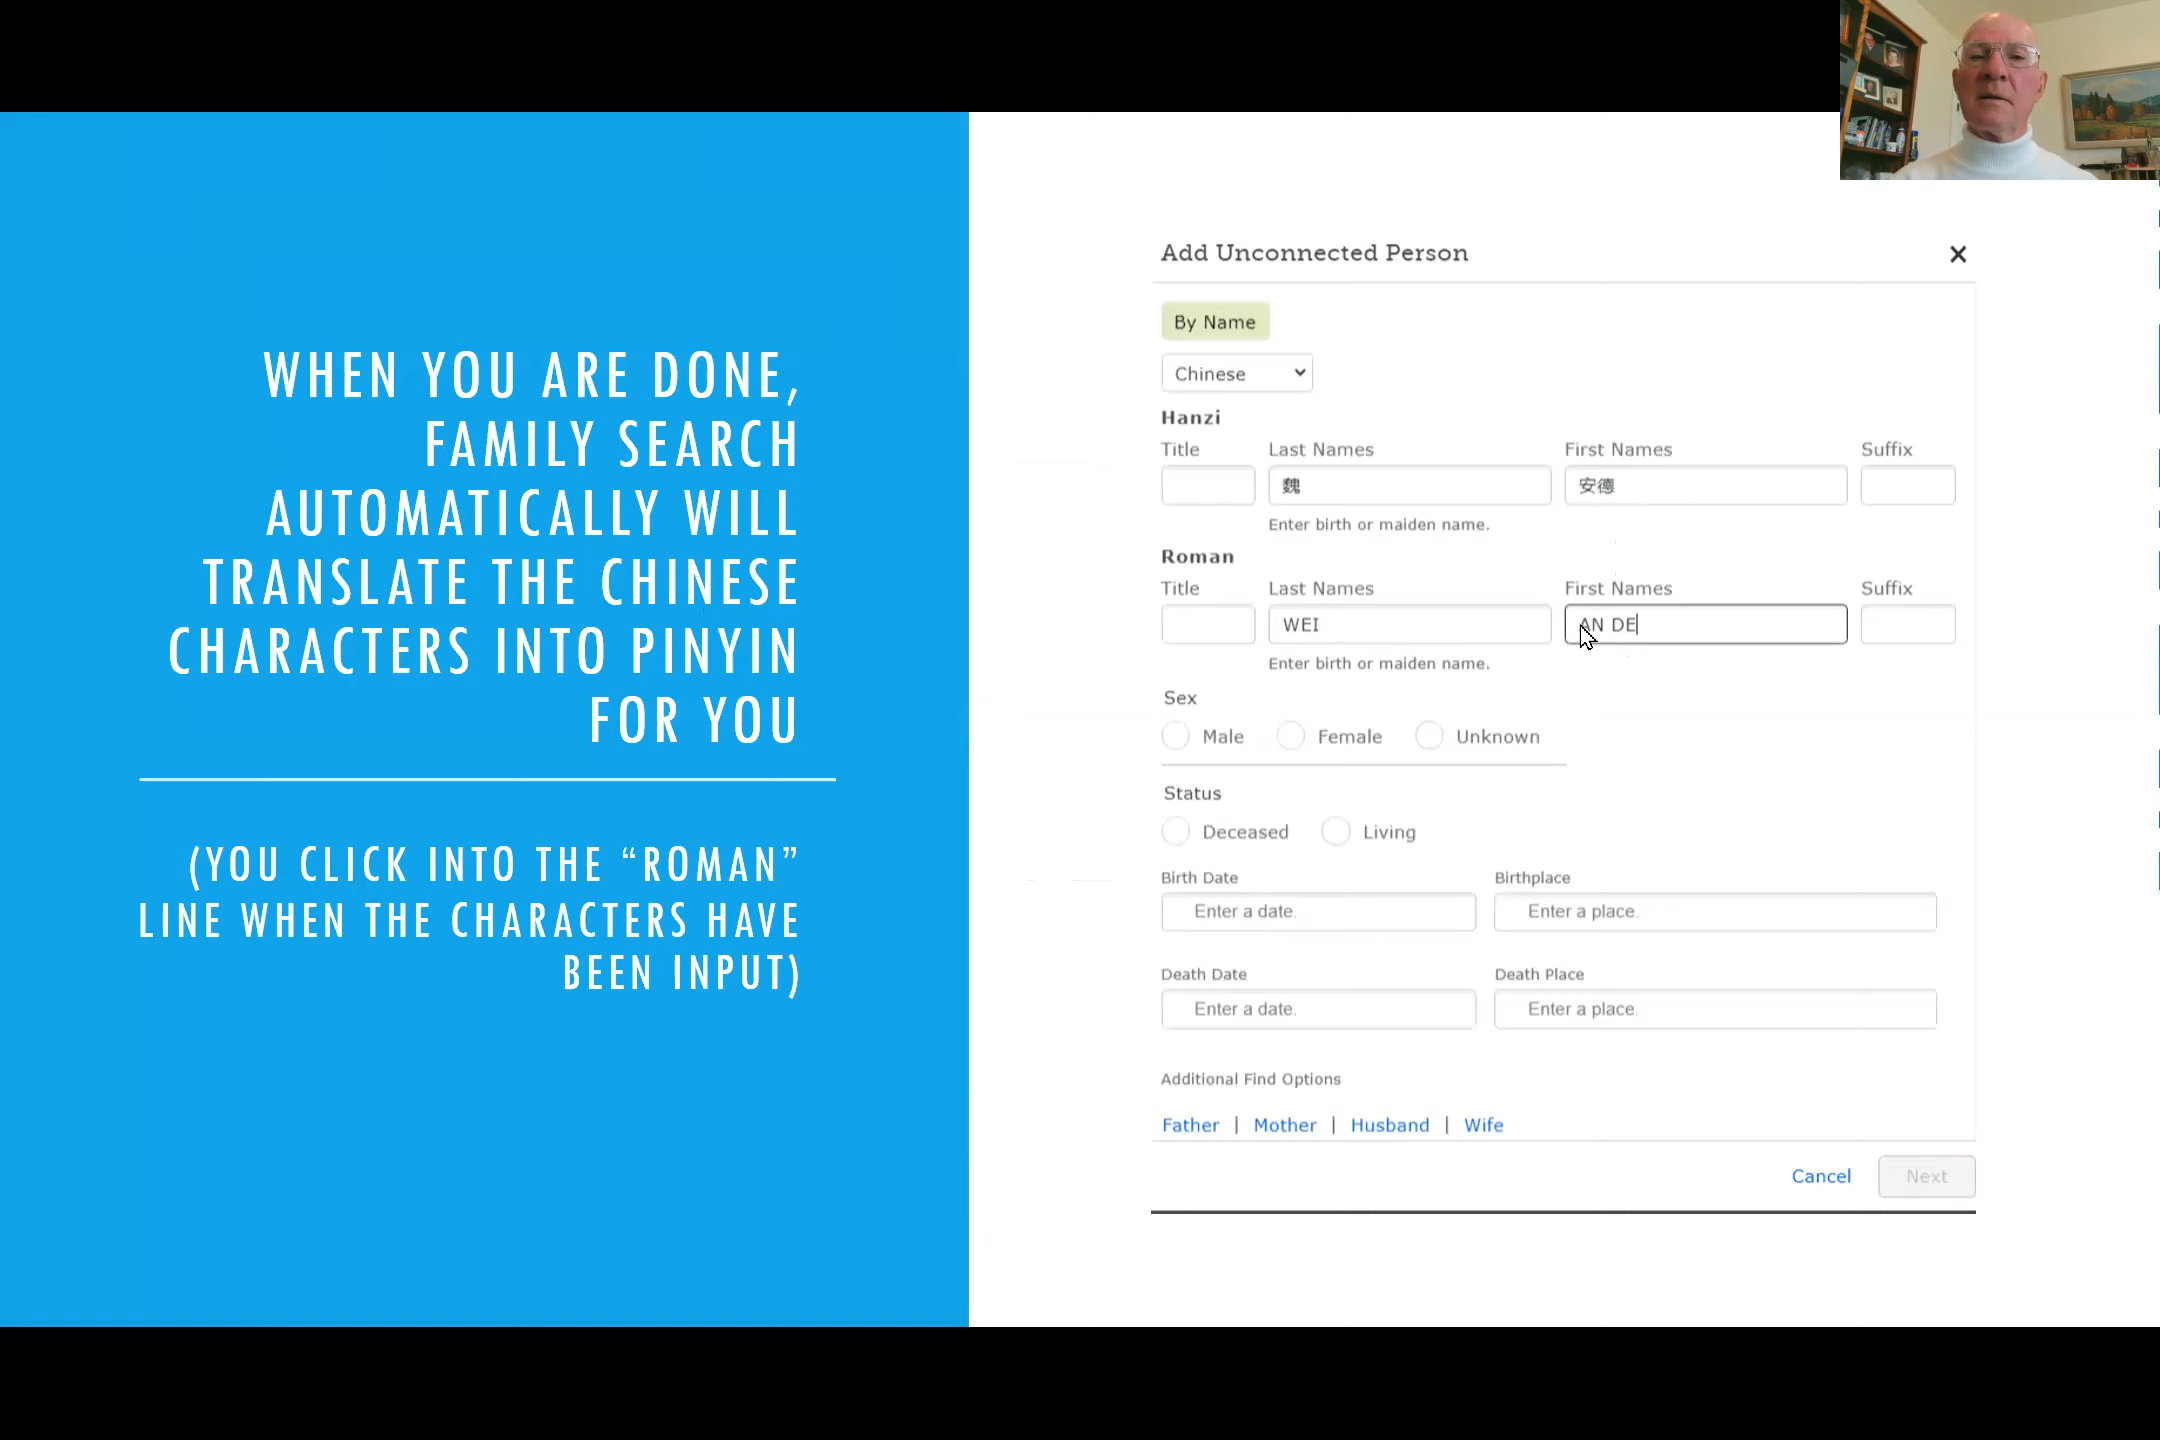 WHEN YOU ARE DONE,
FAMILY SEARCH
AUTOMATICALLY WILL
TRANSLATE THE CHINESE
CHARACTERS INTO PINYIN
FOR YOU
(YOU CLICK INTO THE “ROMAN”
LINE WHEN THE CHARACTERS HAVE
BEEN INPUT)
Add Unconnected Person
By Name
Chinese
Hanzi
Title Last Names First Names Suffix
魏 安德
Enter birth or maiden name.
Roman
Title Last Names First Names Suffix
WEI AN DE
Enter birth or maiden name.
Sex
Male Female Unknown
Status
Deceased Living
Birth Date Birthplace
Enter a date. Enter a place.
Death Date Death Place
Enter a date. Enter a place.
Additional Find Options
Father | Mother | Husband | Wife
Cancel Next